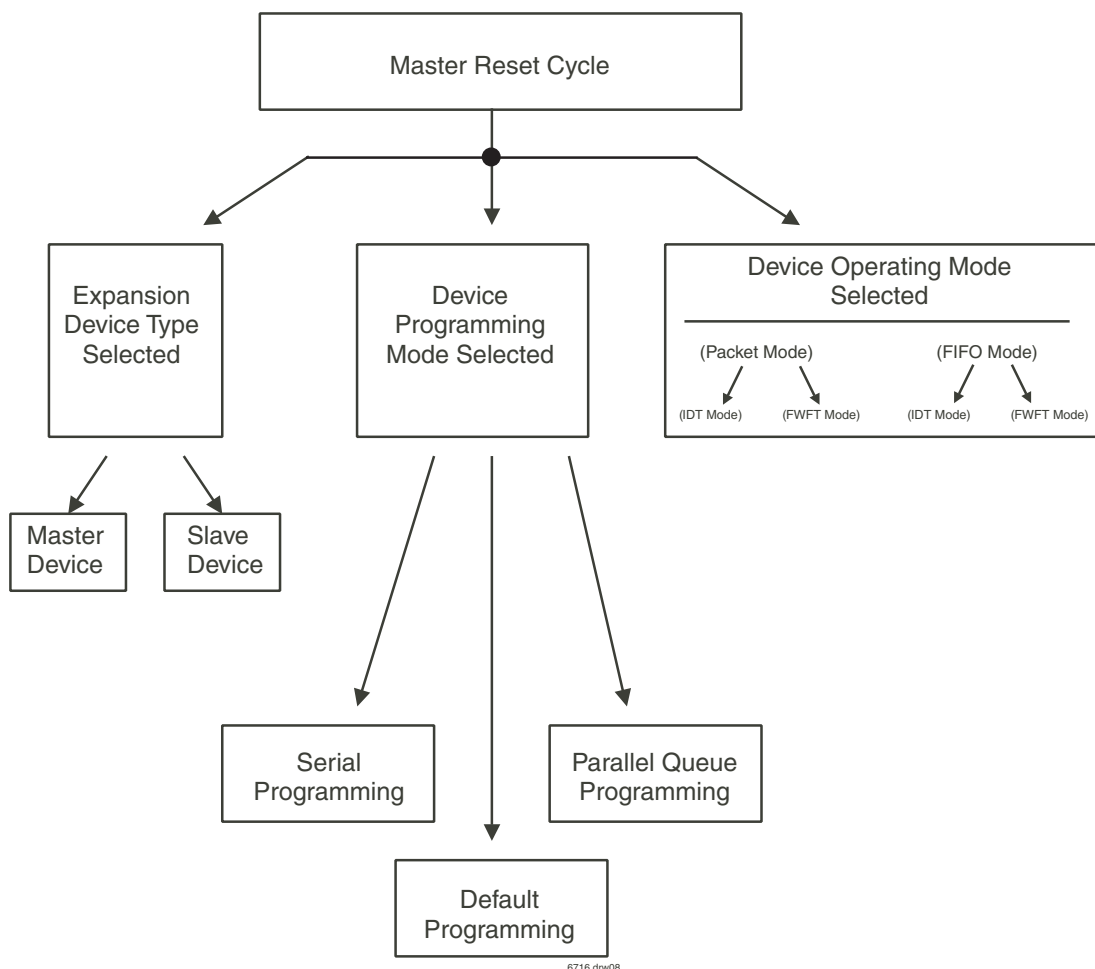 Master Reset Cycle
Expansion
Device Type
Selected
Device
Programming
Mode Selected
Device Operating Mode
Selected
(Packet Mode)
(FIFO Mode)
(IDT Mode)
(FWFT Mode)
(IDT Mode)
(FWFT Mode)
Master
Device
Slave
Device
Serial
Programming
Parallel Queue
Programming
Default
Programming
6716 drw08